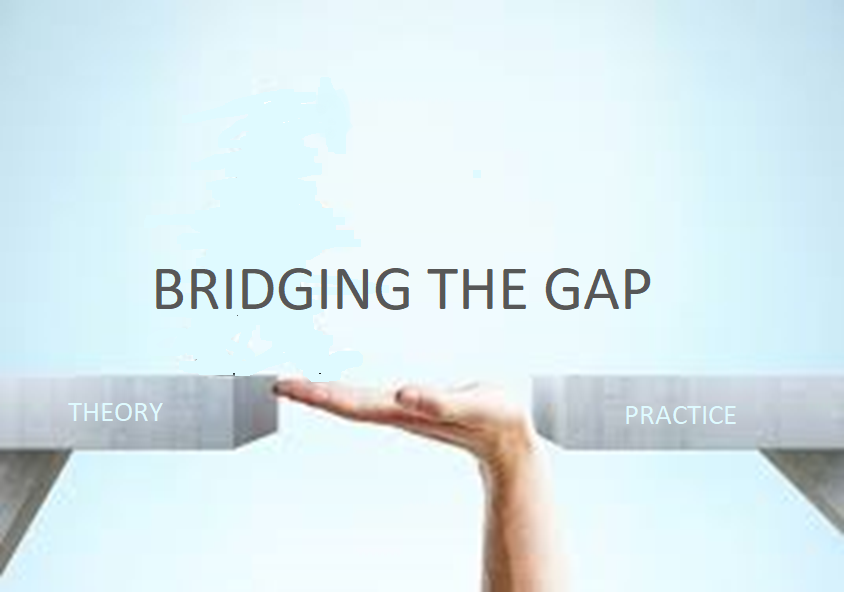 BRIDGING THE GAP
THEORY
PRACTICE